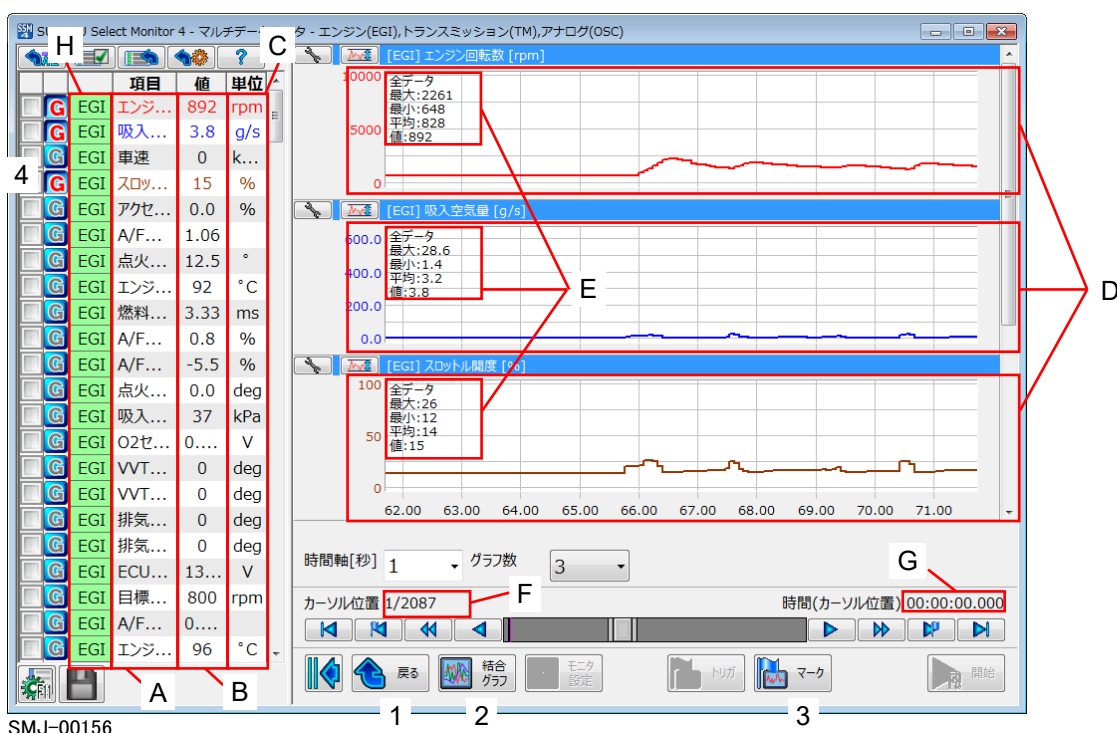 SSM 4
Select Monitor 4 - マルチデータ - エンジン(EGI),トランスミッション(TM),アナログ(OSC)
H
C
?
項目 値 単位
G EGI エンジ... 892 rpm
G EGI 吸入... 3.8 g/s
G EGI 車速 0 k...
4
G EGI スロッ... 15 %
G EGI アクセ... 0.0 %
G EGI A/F... 1.06
G EGI 点火... 12.5 °
G EGI エンジ... 92 °C
G EGI 燃料... 3.33 ms
G EGI A/F... 0.8 %
G EGI A/F... -5.5 %
G EGI 点火... 0.0 deg
G EGI 吸入... 37 kPa
G EGI O2セ... 0.... V
G EGI VVT... 0 deg
G EGI VVT... 0 deg
G EGI 排気... 0 deg
G EGI 排気... 0 deg
G EGI ECU... 13... V
G EGI 目標... 800 rpm
G EGI A/F... 0....
G EGI エンジ... 96 °C
F11
A
B
[EGI] エンジン回転数 [rpm]
10000
5000
0
全データ
最大:2261
最小:648
平均:828
値:892
[EGI] 吸入空気量 [g/s]
600.0
400.0
200.0
0.0
全データ
最大:28.6
最小:1.4
平均:3.2
値:3.8
E
D
[EGI] スロットル開度 [%]
100
50
0
全データ
最大:26
最小:12
平均:14
値:15
62.00 63.00 64.00 65.00 66.00 67.00 68.00 69.00 70.00 71.00
時間軸[秒] 1 グラフ数 3
G
カーソル位置 1/2087 F 時間(カーソル位置) 00:00:00.000
戻る
結合
グラフ
モニタ
設定
トリガ
マーク
開始
1
2
3
SMJ-00156